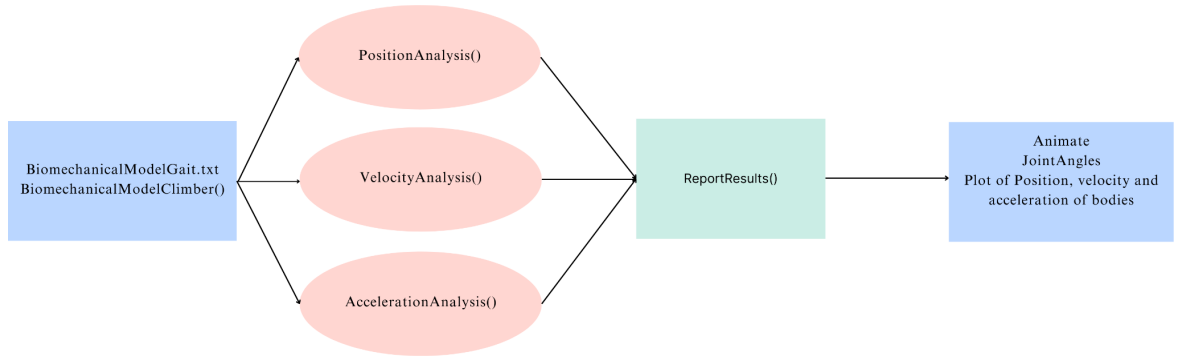 PositionAnalysis()
BiomechanicalModelGait.txt
BiomechanicalModelClimber()
VelocityAnalysis()
AccelerationAnalysis()
ReportResults()
Animate
JointAngles
Plot of Position, velocity and
acceleration of bodies